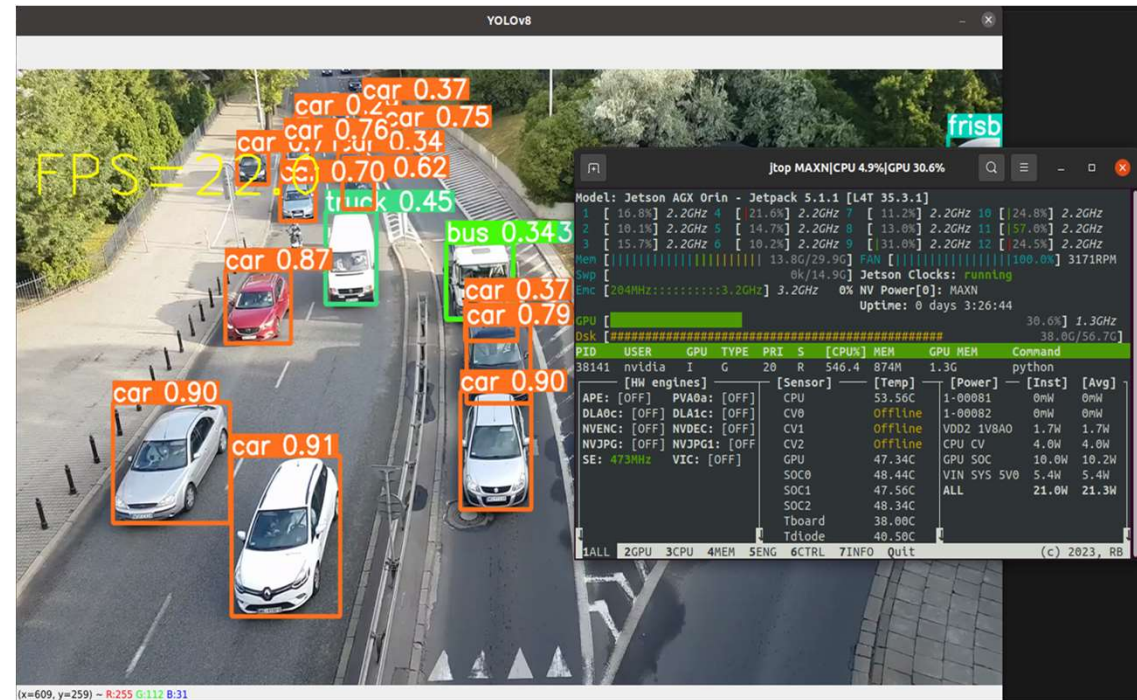 YOLOv8
car 0.37
car 0.2
car 0.75
car 0.76
car 0.7
car 0.34
car 0.70
0.62
FPS=22.0
truck 0.45
bus 0.343
frisb
car 0.87
car 0.37
car 0.79
car 0.90
car 0.90
car 0.91
(x=609, y=259) ~ R:255 G:112 B:31
jtop MAXN|CPU 4.9%|GPU 30.6%
Model: Jetson AGX Orin - Jetpack 5.1.1 [L4T 35.3.1]
1 [ 16.8%] 2.2GHz 4 [|21.6%] 2.2GHz 7 [ 11.2%] 2.2GHz 10 [|24.8%] 2.2GHz
2 [ 10.1%] 2.2GHz 5 [ 14.7%] 2.2GHz 8 [ 13.0%] 2.2GHz 11 [|57.0%] 2.2GHz
3 [ 15.7%] 2.2GHz 6 [ 10.2%] 2.2GHz 9 [|31.0%] 2.2GHz 12 [|24.5%] 2.2GHz
Mem [ 13.8G/29.9G] FAN [ 100.0%] 3171RPM
Swp [ 0k/14.9G] Jetson Clocks: running
Emc [204MHz 3.2GHz] 3.2GHz 0% NV Power[0]: MAXN
Uptime: 0 days 3:26:44
GPU [ 30.6%] 1.3GHz
Dsk [ 38.0G/56.7G]
PID USER GPU TYPE PRI S [CPU%] MEM GPU MEM Command
38141 nvidia I G 20 R 546.4 874M 1.3G python
[HW engines] [Sensor] [Temp] [Power] [Inst] [Avg]
APE: [OFF] PVA0a: [OFF] CPU 53.56C 1-00081 0mW 0mW
DLA0c: [OFF] DLA1c: [OFF] CV0 Offline 1-00082 0mW 0mW
NVENC: [OFF] NVDEC: [OFF] CV1 Offline VDD2 1V8AO 1.7W 1.7W
NVJPG: [OFF] NVJPG1: [OFF CV2 Offline CPU CV 4.0W 4.0W
SE: 473MHz VIC: [OFF] GPU 47.34C GPU SOC 10.0W 10.2W
SOC0 48.44C VIN SYS 5V0 5.4W 5.4W
SOC1 47.56C ALL 21.0W 21.3W
SOC2 48.34C
Tboard 38.00C
Tdiode 40.50C
1ALL 2GPU 3CPU 4MEM 5ENG 6CTRL 7INFO Quit (c) 2023, RB